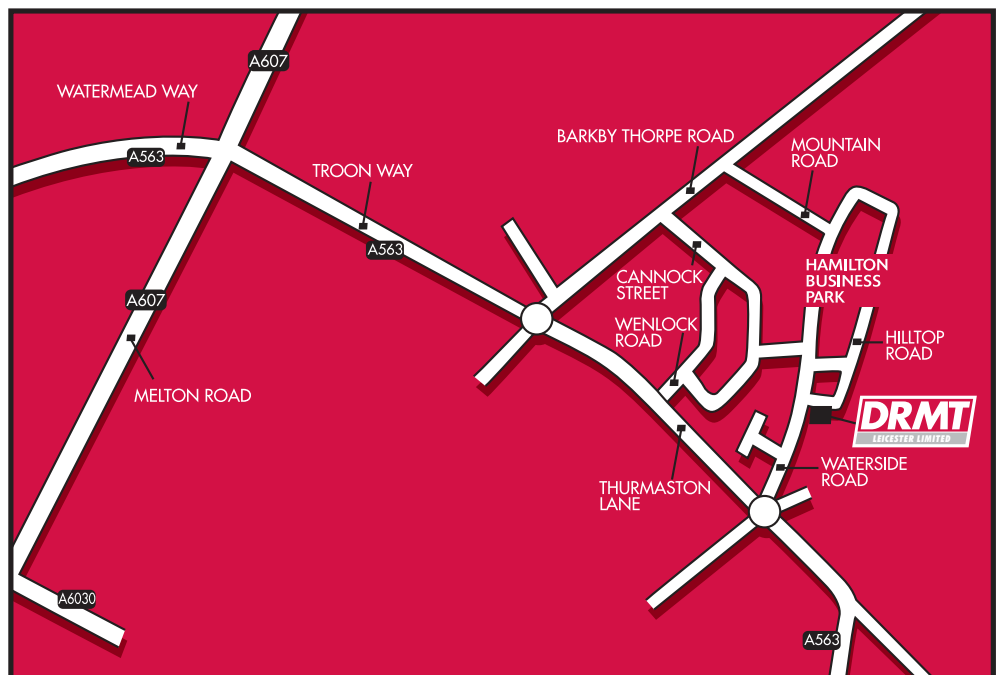 A607
WATERMEAD WAY
A563
BARKBY THORPE ROAD
MOUNTAIN
ROAD
TROON WAY
A563
HAMILTON
BUSINESS
PARK
CANNOCK
STREET
A607
WENLOCK
ROAD
HILLTOP
ROAD
MELTON ROAD
DRMT
LEICESTER LIMITED
WATERSIDE
ROAD
THURMASTON
LANE
A6030
A563